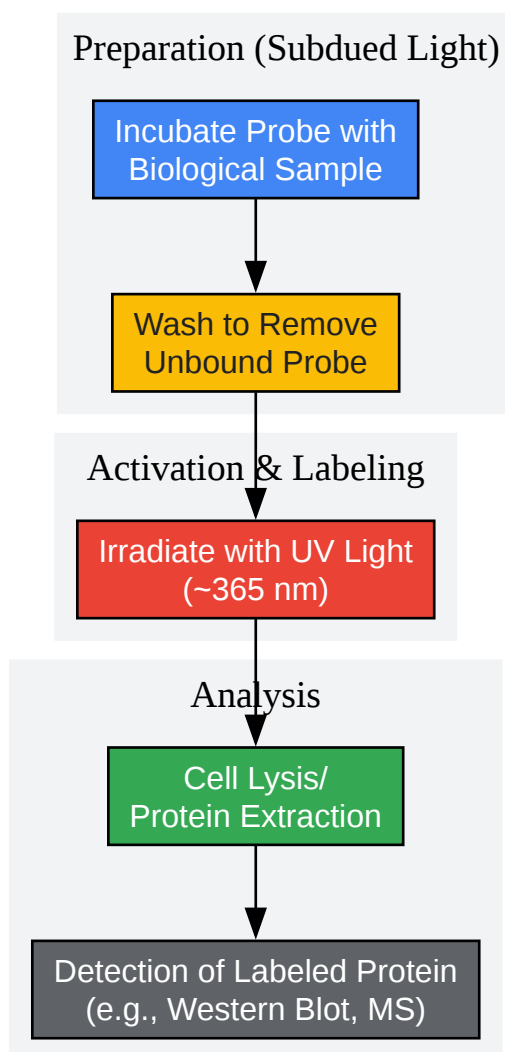 Preparation (Subdued Light)
Incubate Probe with
Biological Sample
Wash to Remove
Unbound Probe
Activation & Labeling
Irradiate with UV Light
(~365 nm)
Analysis
Cell Lysis/
Protein Extraction
Detection of Labeled Protein
(e.g., Western Blot, MS)